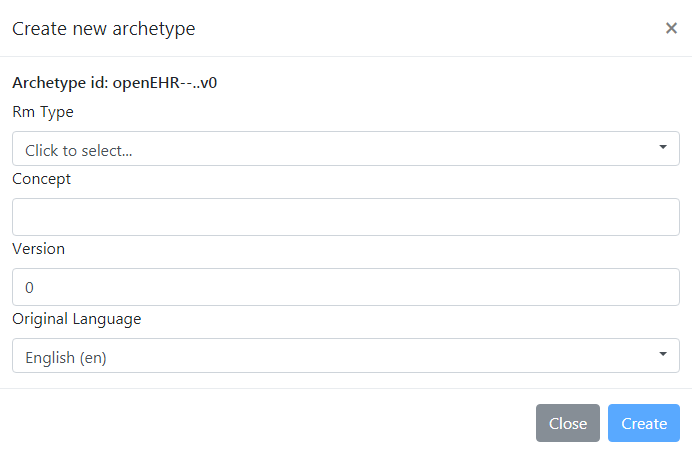 Create new archetype ×
Archetype id: openEHR--..v0
Rm Type
Click to select...
Concept
Version
0
Original Language
English (en)
Close Create